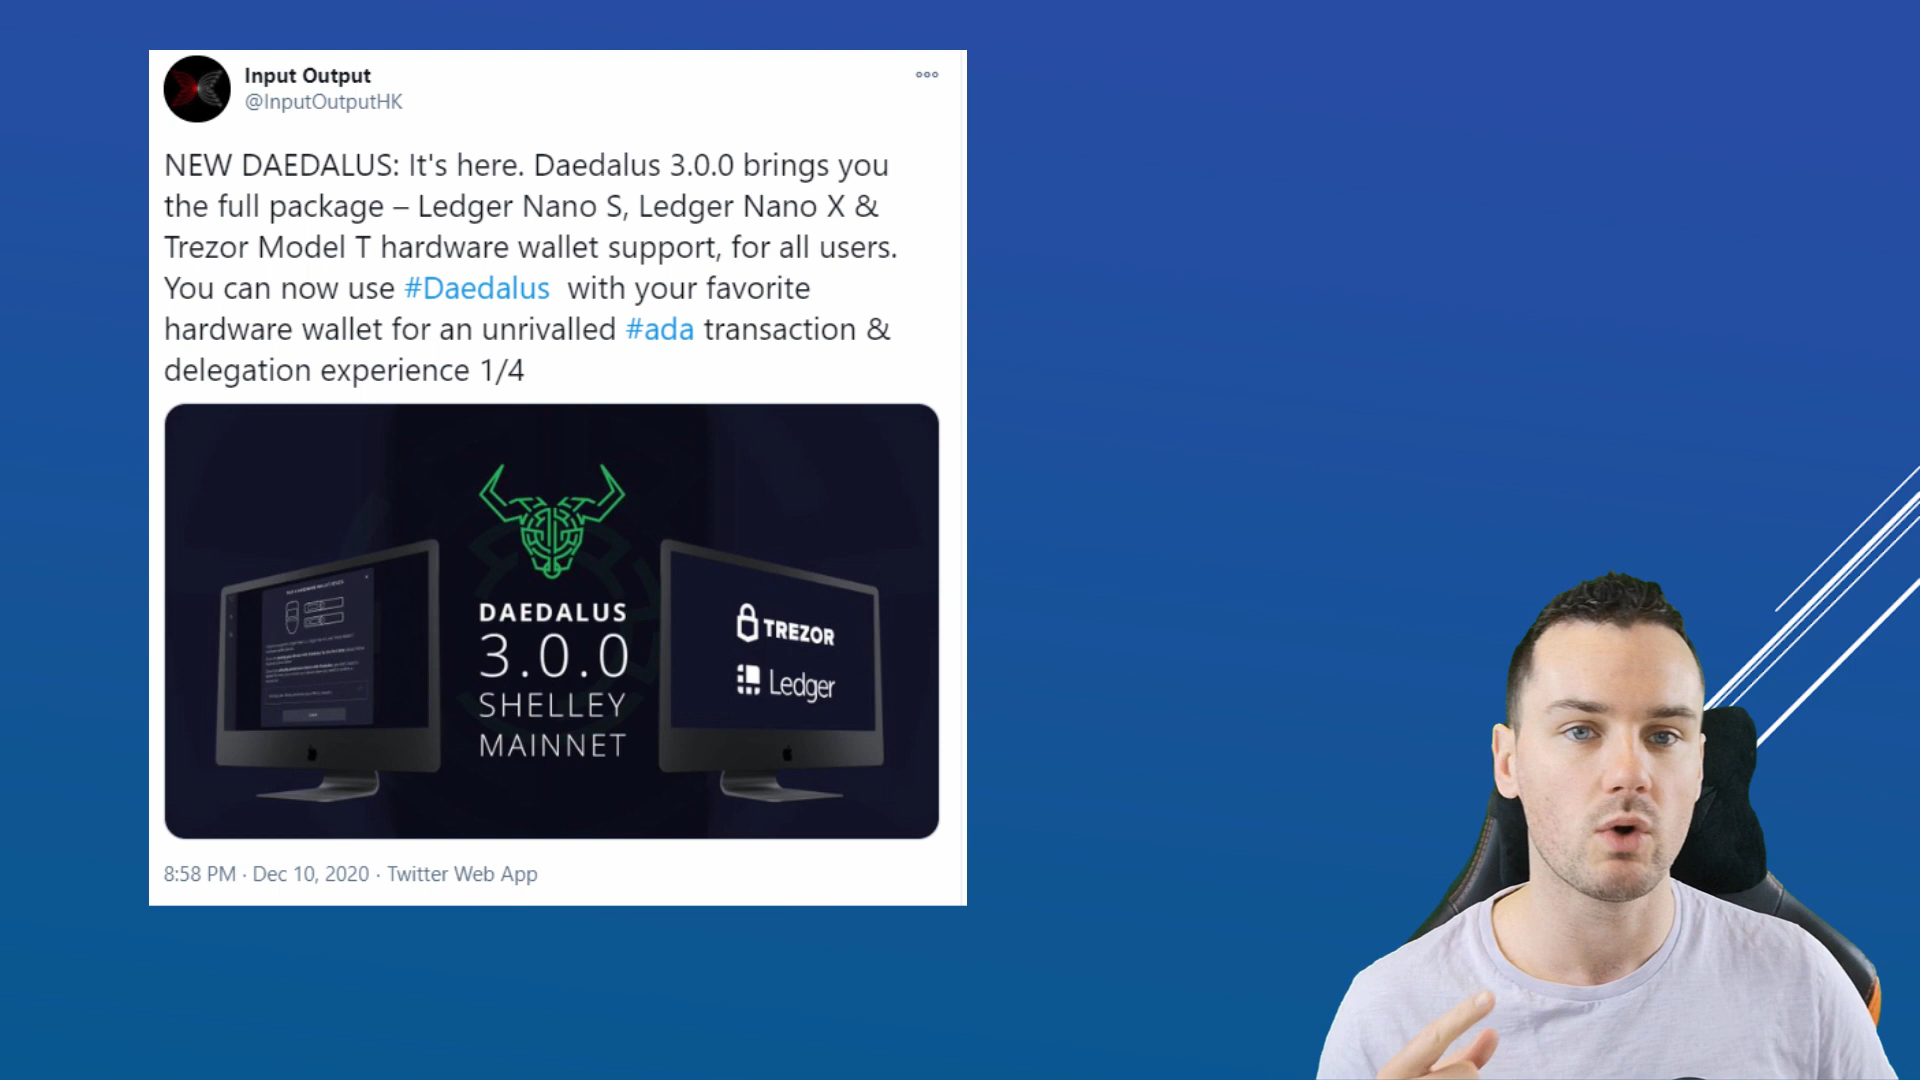 Input Output
@InputOutputHK
NEW DAEDALUS: It's here. Daedalus 3.0.0 brings you
the full package – Ledger Nano S, Ledger Nano X &
Trezor Model T hardware wallet support, for all users.
You can now use #Daedalus with your favorite
hardware wallet for an unrivalled #ada transaction &
delegation experience 1/4
DAEDALUS
3.0.0
SHELLEY
MAINNET
TREZOR
Ledger
8:58 PM · Dec 10, 2020 · Twitter Web App